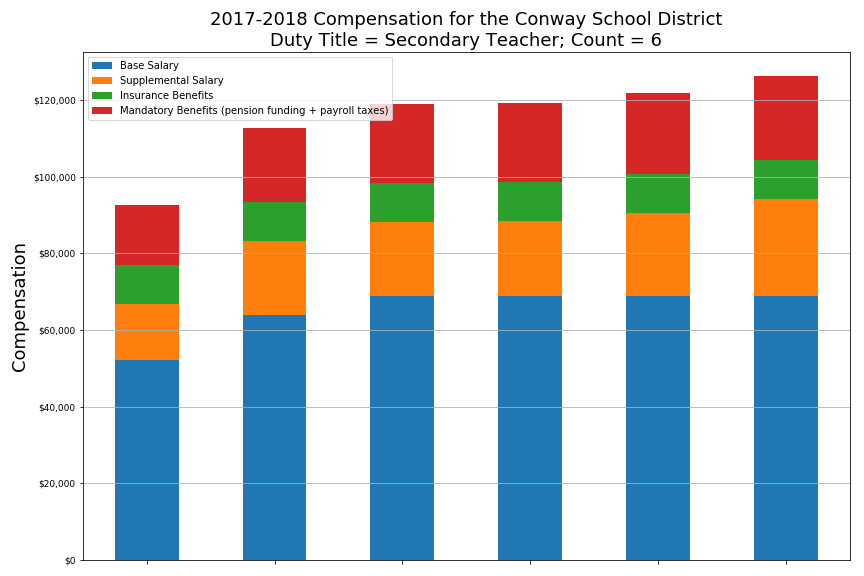 2017-2018 Compensation for the Conway School District
Duty Title = Secondary Teacher; Count = 6
Base Salary
Supplemental Salary
Insurance Benefits
Mandatory Benefits (pension funding + payroll taxes)
Compensation
$120,000
$100,000
$80,000
$60,000
$40,000
$20,000
$0